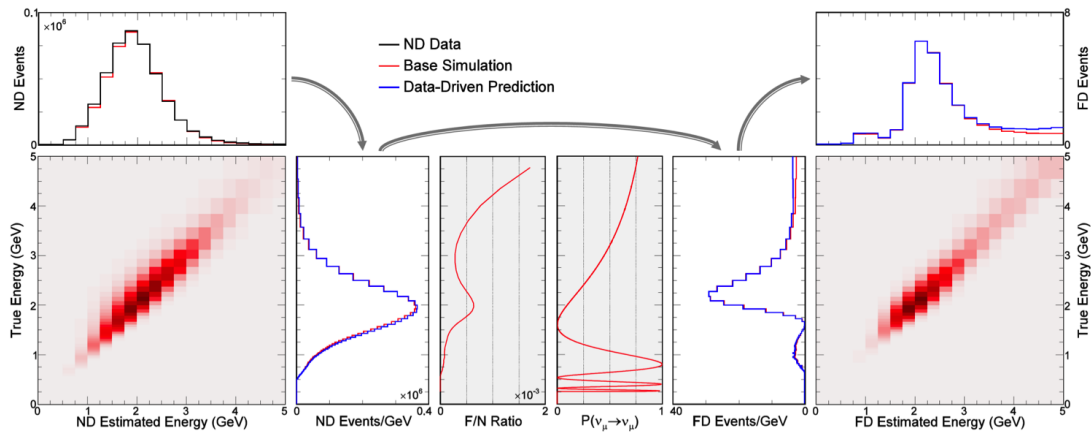 0.1
×10⁶
ND Events
0
ND Data
Base Simulation
Data-Driven Prediction
8
FD Events
0
5
4
3
2
1
0
True Energy (GeV)
0 1 2 3 4 5
ND Estimated Energy (GeV)
×10⁶
0 0.4
ND Events/GeV
×10⁻³
0 2
F/N Ratio
0 1
P(νμ→νμ)
40 0
FD Events/GeV
0 1 2 3 4 5
FD Estimated Energy (GeV)
5
4
3
2
1
0
True Energy (GeV)